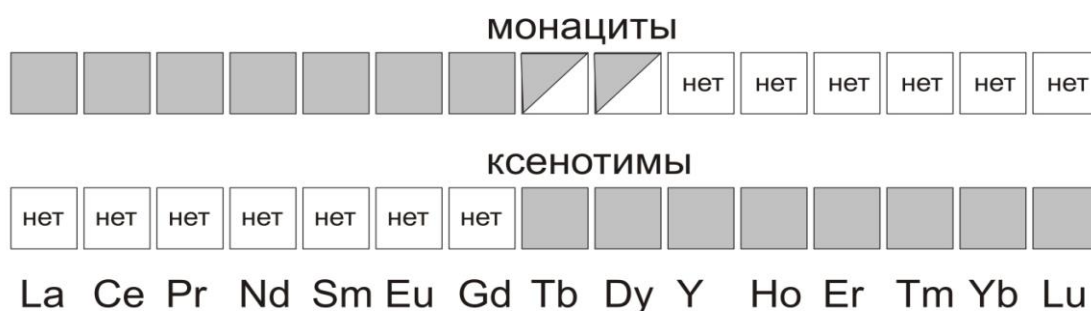 монациты
нет нет нет нет нет нет
ксенотимы
нет нет нет нет нет нет нет
La Ce Pr Nd Sm Eu Gd Tb Dy Y Ho Er Tm Yb Lu